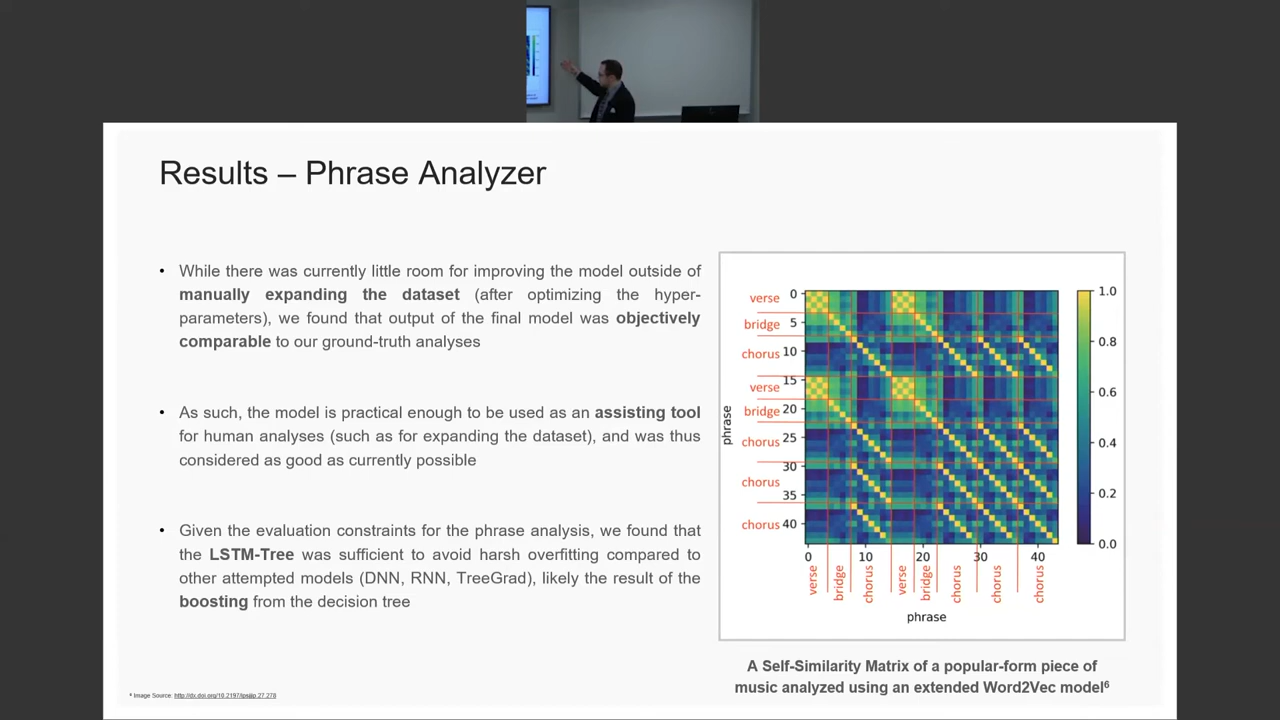 Results – Phrase Analyzer
• While there was currently little room for improving the model outside of
manually expanding the dataset (after optimizing the hyper-
parameters), we found that output of the final model was objectively
comparable to our ground-truth analyses
• As such, the model is practical enough to be used as an assisting tool
for human analyses (such as for expanding the dataset), and was thus
considered as good as currently possible
• Given the evaluation constraints for the phrase analysis, we found that
the LSTM-Tree was sufficient to avoid harsh overfitting compared to
other attempted models (DNN, RNN, TreeGrad), likely the result of the
boosting from the decision tree
verse
bridge
chorus
verse
bridge
chorus
chorus
chorus
phrase
0
5
10
15
20
25
30
35
40
1.0
0.8
0.6
0.4
0.2
0.0
0 10 20 30 40
verse bridge chorus verse bridge chorus chorus chorus
phrase
A Self-Similarity Matrix of a popular-form piece of
music analyzed using an extended Word2Vec model⁶
⁶ Image Source: http://dx.doi.org/10.2197/ipsjjip.27.278